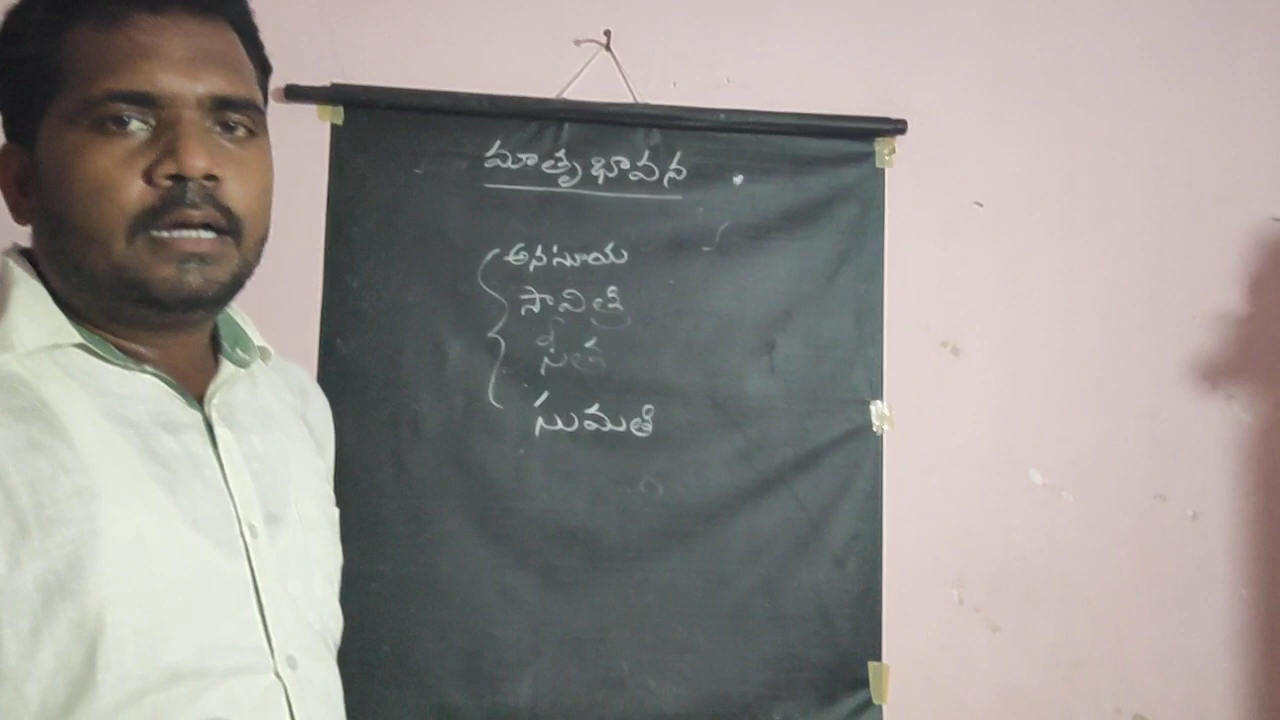 మాతృభావన
అనసూయ
సావిత్రి
సీత
సుమతి